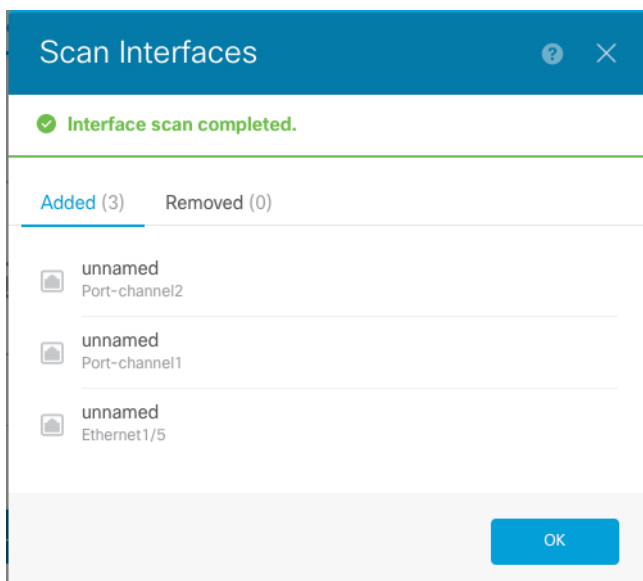 Scan Interfaces
Interface scan completed.
Added (3) Removed (0)
unnamed
Port-channel2
unnamed
Port-channel1
unnamed
Ethernet1/5
OK